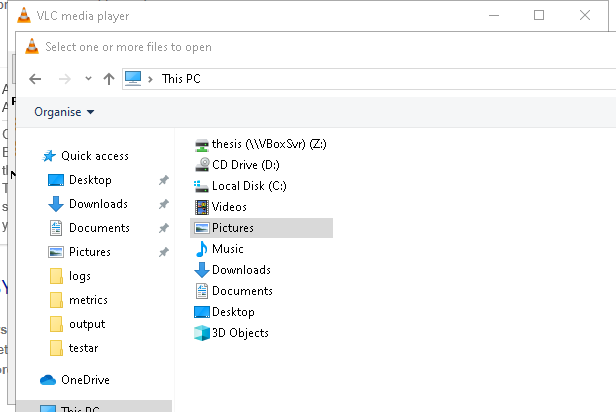 VLC media player
Select one or more files to open
This PC
Organise
Quick access
Desktop
Downloads
Documents
Pictures
logs
metrics
output
testar
OneDrive
This PC
thesis (\\VBoxSvr) (Z:)
CD Drive (D:)
Local Disk (C:)
Videos
Pictures
Music
Downloads
Documents
Desktop
3D Objects